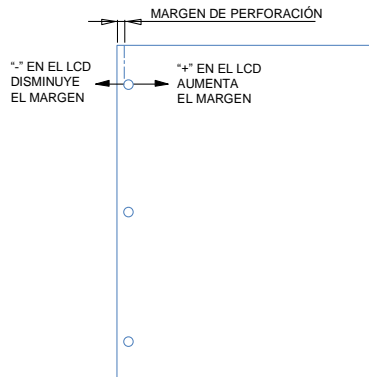 MARGEN DE PERFORACIÓN
“-” EN EL LCD
DISMINUYE
EL MARGEN
“+” EN EL LCD
AUMENTA
EL MARGEN